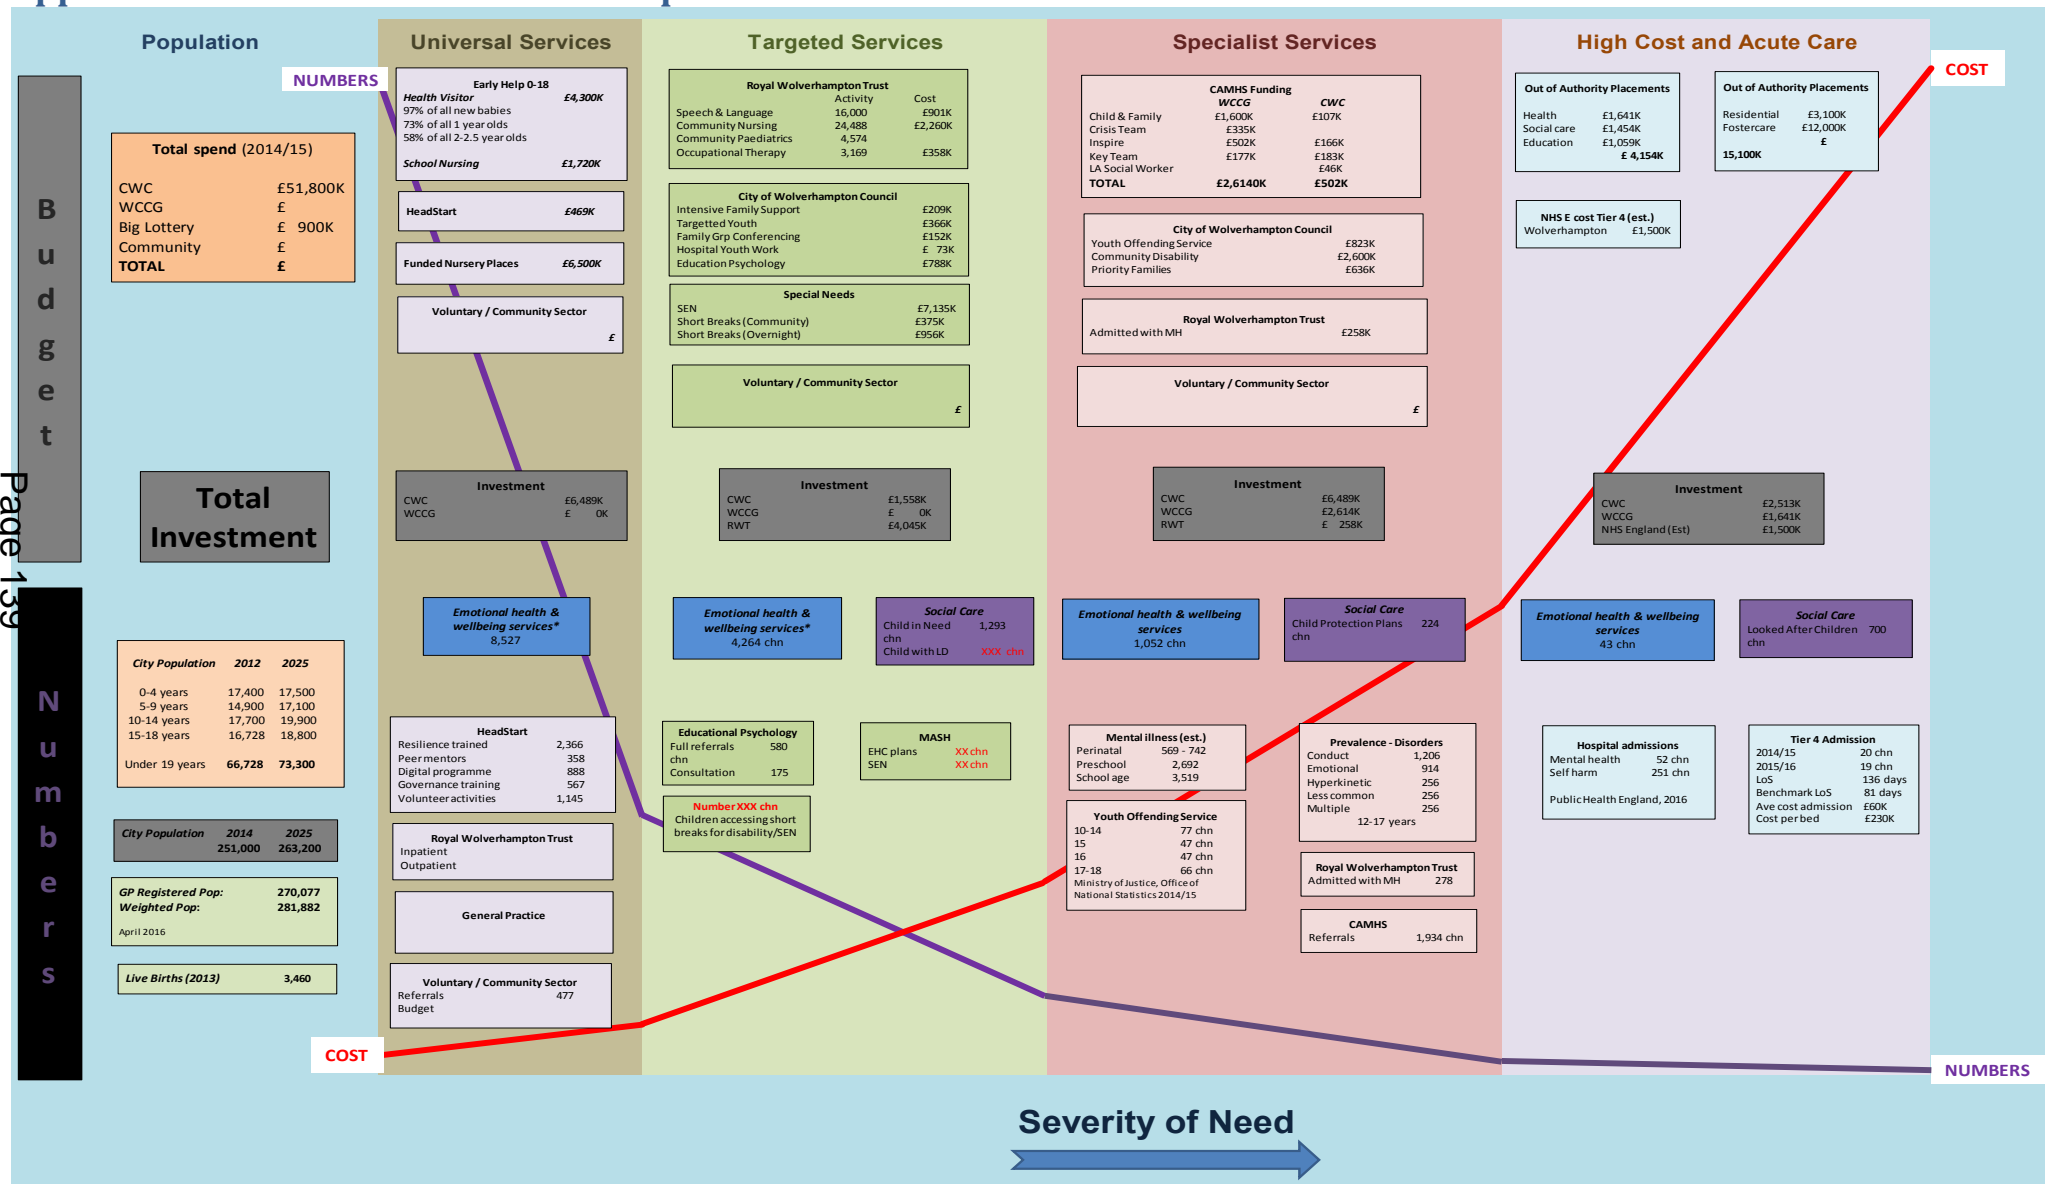 Population
Universal Services
Targeted Services
Specialist Services
High Cost and Acute Care
NUMBERS
COST
Budget
Page 139
Numbers
Total spend (2014/15)
CWC £51,800K
WCCG £
Big Lottery £ 900K
Community £
TOTAL £
Total
Investment
City Population 2012 2025
0-4 years 17,400 17,500
5-9 years 14,900 17,100
10-14 years 17,700 19,900
15-18 years 16,728 18,800
Under 19 years 66,728 73,300
City Population 2014 2025
251,000 263,200
GP Registered Pop: 270,077
Weighted Pop: 281,882
April 2016
Live Births (2013) 3,460
Early Help 0-18
Health Visitor £4,300K
97% of all new babies
73% of all 1 year olds
58% of all 2-2.5 year olds
School Nursing £1,720K
HeadStart £469K
Funded Nursery Places £6,500K
Voluntary / Community Sector
£
Investment
CWC £6,489K
WCCG £ 0K
Emotional health &
wellbeing services*
8,527
HeadStart
Resilience trained 2,366
Peer mentors 358
Digital programme 888
Governance training 567
Volunteer activities 1,145
Royal Wolverhampton Trust
Inpatient
Outpatient
General Practice
Voluntary / Community Sector
Referrals 477
Budget
COST
Royal Wolverhampton Trust
Activity Cost
Speech & Language 16,000 £901K
Community Nursing 24,488 £2,260K
Community Paediatrics 4,574
Occupational Therapy 3,169 £358K
City of Wolverhampton Council
Intensive Family Support £209K
Targetted Youth £366K
Family Grp Conferencing £152K
Hospital Youth Work £ 73K
Education Psychology £788K
Special Needs
SEN £7,135K
Short Breaks (Community) £375K
Short Breaks (Overnight) £956K
Voluntary / Community Sector
£
Investment
CWC £1,558K
WCCG £ 0K
RWT £4,045K
Emotional health &
wellbeing services*
4,264 chn
Social Care
Child in Need 1,293
chn
Child with LD XXX chn
Educational Psychology
Full referrals 580
chn
Consultation 175
MASH
EHC plans XX chn
SEN XX chn
Number XXX chn
Children accessing short
breaks for disability/SEN
CAMHS Funding
WCCG CWC
Child & Family £1,600K £107K
Crisis Team £335K
Inspire £502K £166K
Key Team £177K £183K
LA Social Worker £46K
TOTAL £2,6140K £502K
City of Wolverhampton Council
Youth Offending Service £823K
Community Disability £2,600K
Priority Families £636K
Royal Wolverhampton Trust
Admitted with MH £258K
Voluntary / Community Sector
£
Investment
CWC £6,489K
WCCG £2,614K
RWT £ 258K
Emotional health & wellbeing
services
1,052 chn
Social Care
Child Protection Plans 224
chn
Mental illness (est.)
Perinatal 569 - 742
Preschool 2,692
School age 3,519
Youth Offending Service
10-14 77 chn
15 47 chn
16 47 chn
17-18 66 chn
Ministry of Justice, Office of
National Statistics 2014/15
Prevalence - Disorders
Conduct 1,206
Emotional 914
Hyperkinetic 256
Less common 256
Multiple 256
12-17 years
Royal Wolverhampton Trust
Admitted with MH 278
CAMHS
Referrals 1,934 chn
Out of Authority Placements
Health £1,641K
Social care £1,454K
Education £1,059K
£ 4,154K
Out of Authority Placements
Residential £3,100K
Fostercare £12,000K
£
15,100K
NHS E cost Tier 4 (est.)
Wolverhampton £1,500K
Investment
CWC £2,513K
WCCG £1,641K
NHS England (Est) £1,500K
Emotional health & wellbeing
services
43 chn
Social Care
Looked After Children 700
chn
Hospital admissions
Mental health 52 chn
Self harm 251 chn
Public Health England, 2016
Tier 4 Admission
2014/15 20 chn
2015/16 19 chn
LoS 136 days
Benchmark LoS 81 days
Ave cost admission £60K
Cost per bed £230K
NUMBERS
Severity of Need